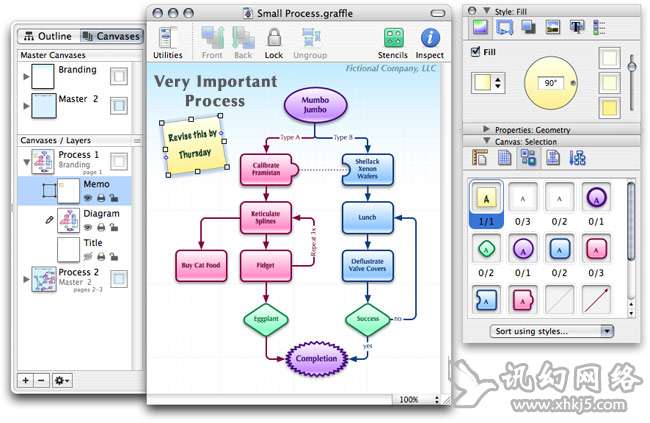 Outline
Canvases
Master Canvases
Branding
Master 2
Canvases / Layers
Process 1
Branding
page 1
Memo
Diagram
Title
Process 2
Master 2
pages 2-3
Small Process.graffle
Utilities
Front
Back
Lock
Ungroup
Stencils
Inspect
Fictional Company, LLC
Very Important
Process
Revise this by
Thursday
Mumbo
Jumbo
Type A
Type B
Calibrate
Framistan
Shellack
Xenon
Wafers
Reticulate
Splines
Lunch
Repeat 1x
Buy Cat Food
Fidget
Deflustrate
Valve Covers
Eggplant
Success
no
yes
Completion
100%
Style: Fill
Fill
90°
Properties: Geometry
Canvas: Selection
A
A
A
A
1/1
0/3
0/2
0/1
A
A
A
A
0/2
0/1
0/2
0/3
A
A
Sort using styles...
讯幻网络
www.xhkj5.com